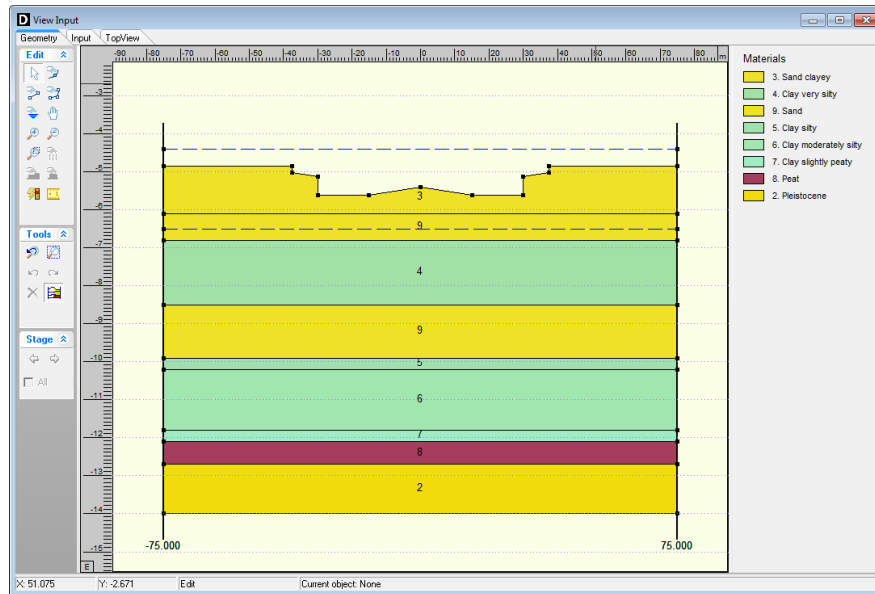 D View Input
Geometry Input TopView
Edit
-90 -80 -70 -60 -50 -40 -30 -20 -10 0 10 20 30 40 50 60 70 80 m
Materials
3. Sand clayey
4. Clay very silty
9. Sand
5. Clay silty
6. Clay moderately silty
7. Clay slightly peaty
8. Peat
2. Pleistocene
-3
-4
-5
3
-6
9
Tools
-7
4
-8
-9
9
Stage
-10
5
All
-11
6
-12
7
8
-13
2
-14
-15
-75.000 75.000
E
X: 51.075 Y: -2.671 Edit Current object: None